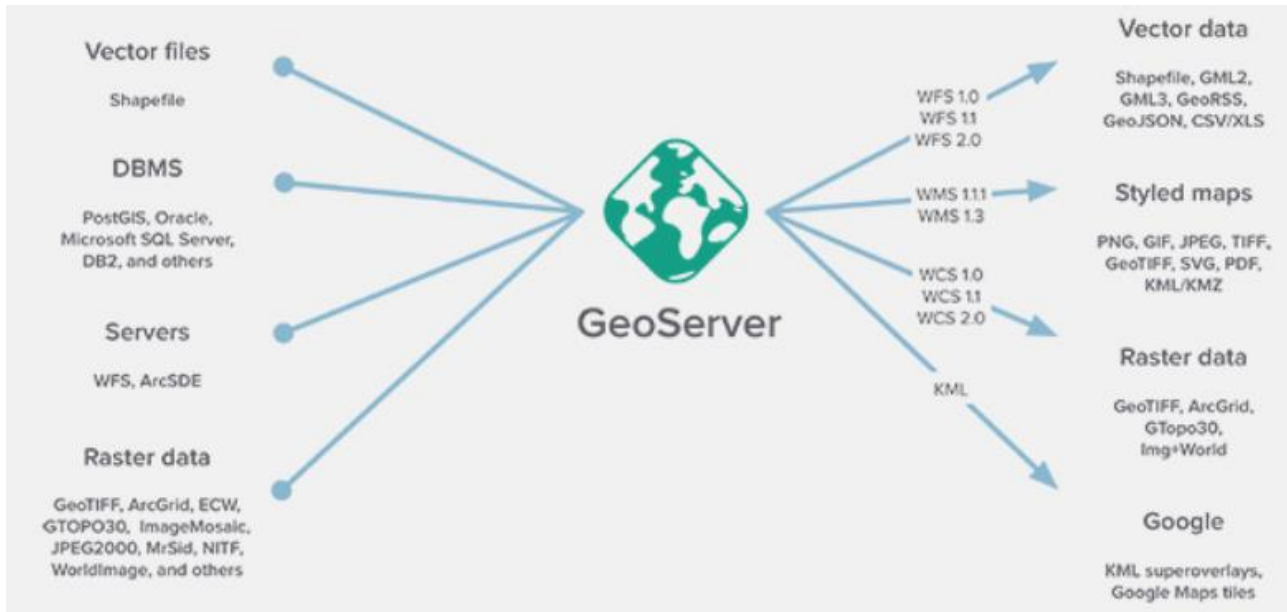 Vector files
Shapefile
DBMS
PostGIS, Oracle,
Microsoft SQL Server,
DB2, and others
Servers
WFS, ArcSDE
Raster data
GeoTIFF, ArcGrid, ECW,
GTOPO30, ImageMosaic,
JPEG2000, MrSid, NITF,
WorldImage, and others
GeoServer
WFS 1.0
WFS 1.1
WFS 2.0
WMS 1.1.1
WMS 1.3
WCS 1.0
WCS 1.1
WCS 2.0
KML
Vector data
Shapefile, GML2,
GML3, GeoRSS,
GeoJSON, CSV/XLS
Styled maps
PNG, GIF, JPEG, TIFF,
GeoTIFF, SVG, PDF,
KML/KMZ
Raster data
GeoTIFF, ArcGrid,
GTopo30,
Img+World
Google
KML superoverlays,
Google Maps tiles